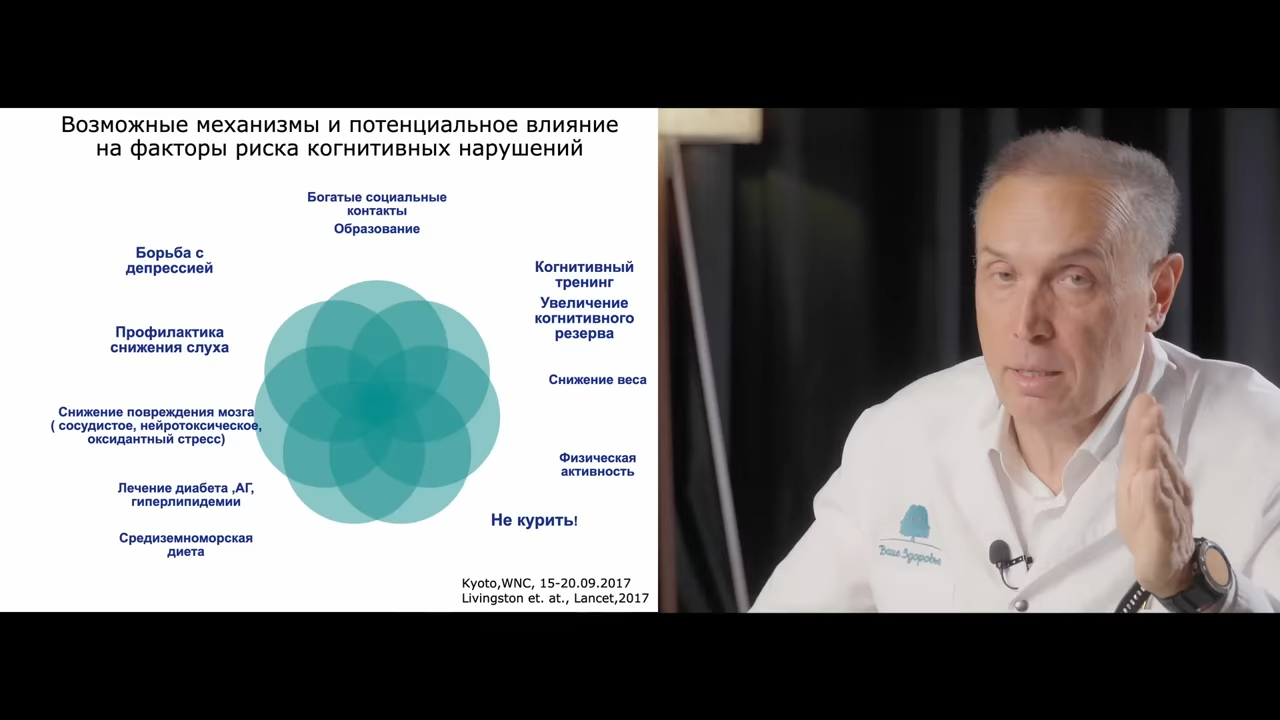 Возможные механизмы и потенциальное влияние
на факторы риска когнитивных нарушений
Богатые социальные
контакты
Образование
Борьба с
депрессией
Когнитивный
тренинг
Увеличение
когнитивного
резерва
Профилактика
снижения слуха
Снижение веса
Снижение повреждения мозга
( сосудистое, нейротоксическое,
оксидантный стресс)
Физическая
активность
Лечение диабета ,АГ,
гиперлипидемии
Не курить!
Средиземноморская
диета
Kyoto,WNC, 15-20.09.2017
Livingston et. at., Lancet,2017
Ваше Здоровье